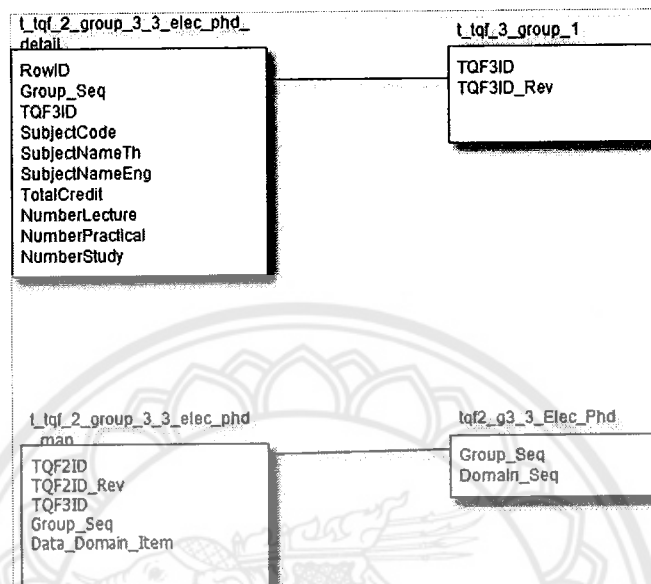 t_tqf_2_group_3_3_elec_phd_
detail
RowID
Group_Seq
TQF3ID
SubjectCode
SubjectNameTh
SubjectNameEng
TotalCredit
NumberLecture
NumberPractical
NumberStudy
t_tqf_3_group_1
TQF3ID
TQF3ID_Rev
t_tqf_2_group_3_3_elec_phd
_map
TQF2ID
TQF2ID_Rev
TQF3ID
Group_Seq
Data_Domain_Item
tqf2_g3_3_Elec_Phd
Group_Seq
Domain_Seq